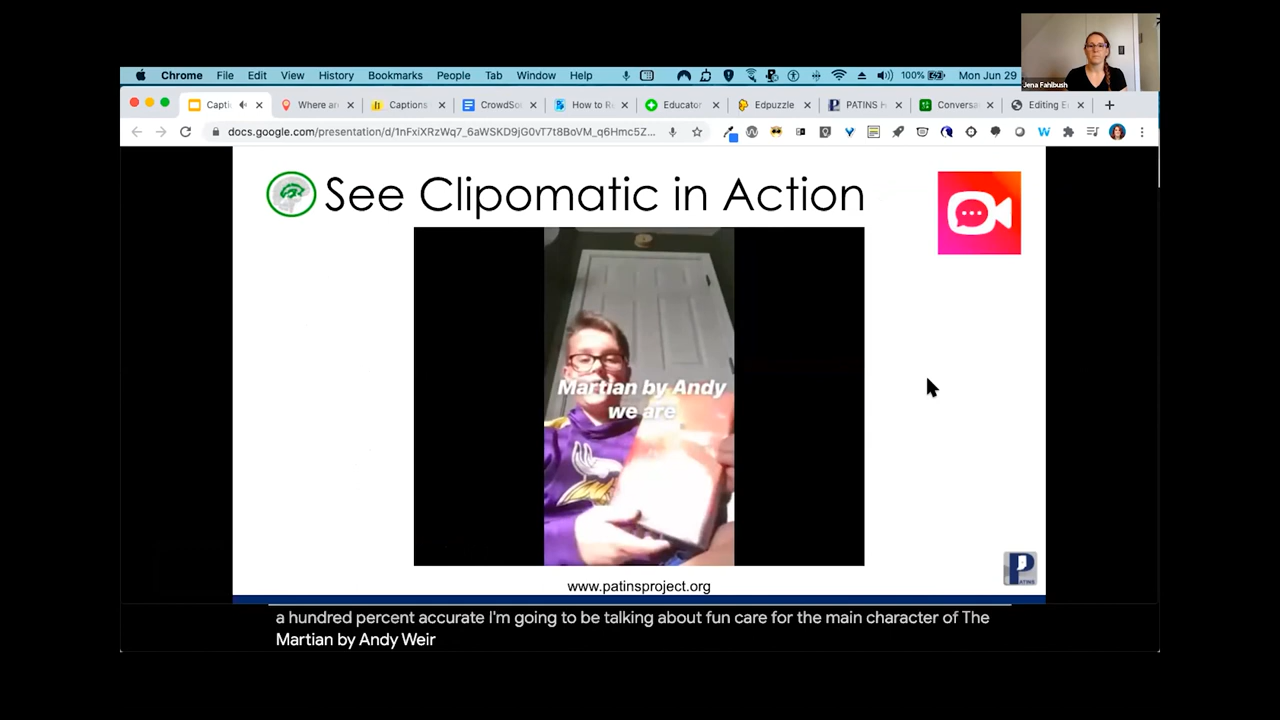 Chrome File Edit View History Bookmarks People Tab Window Help 100% Mon Jun 29
Jena Fahlbush
Capti Where an Captions CrowdSo How to R Educator Edpuzzle PATINS H Conversa Editing E
docs.google.com/presentation/d/1nFxiXRzWq7_6aWSKD9jG0vT7t8BoVM_q6Hmc5Z...
See Clipomatic in Action
Martian by Andy
we are
P
PATINS
www.patinsproject.org
a hundred percent accurate I'm going to be talking about fun care for the main character of The
Martian by Andy Weir